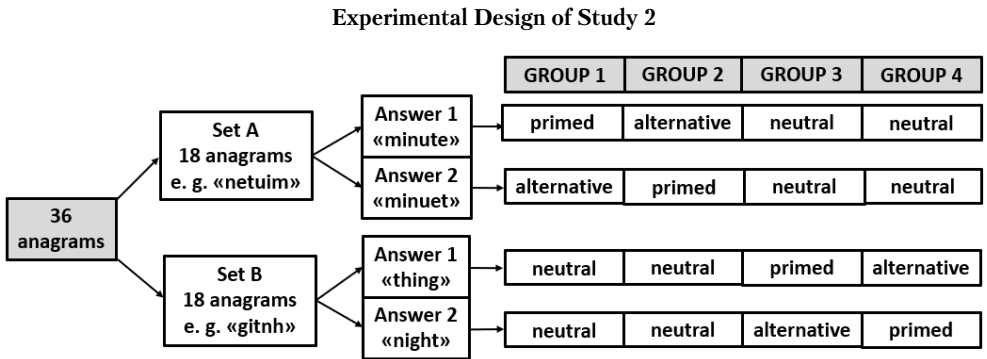 Experimental Design of Study 2
GROUP 1 GROUP 2 GROUP 3 GROUP 4
36
anagrams
Set A
18 anagrams
e. g. «netuim»
Answer 1
«minute»
primed alternative neutral neutral
Answer 2
«minuet»
alternative primed neutral neutral
Set B
18 anagrams
e. g. «gitnh»
Answer 1
«thing»
neutral neutral primed alternative
Answer 2
«night»
neutral neutral alternative primed